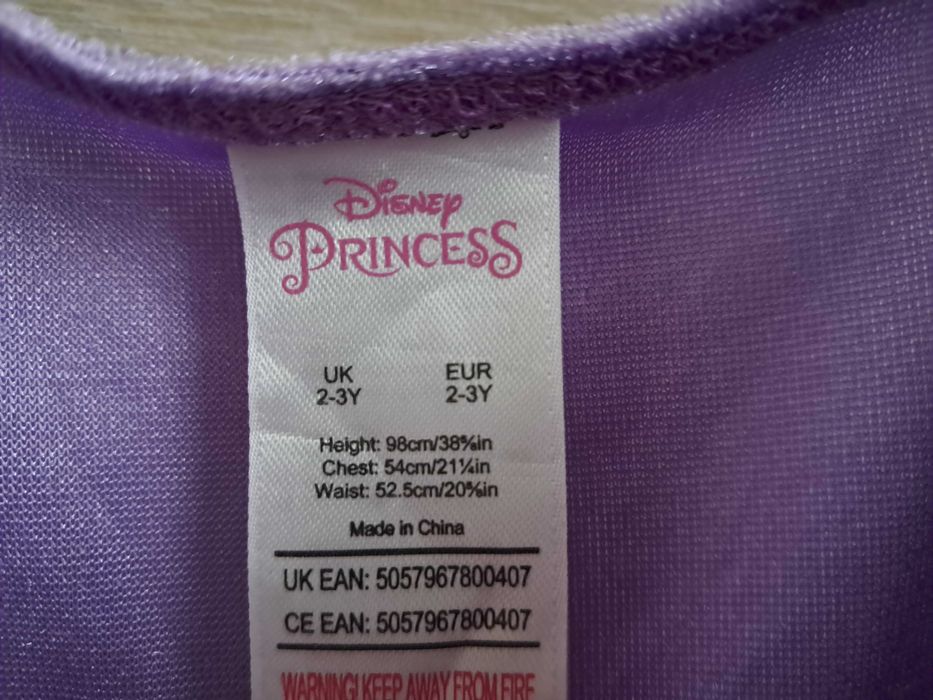 Disney
Princess
UK EUR
2-3Y 2-3Y
Height: 98cm/38⅝in
Chest: 54cm/21¼in
Waist: 52.5cm/20⅝in
Made in China
UK EAN: 5057967800407
CE EAN: 5057967800407
WARNING! KEEP AWAY FROM FIRE